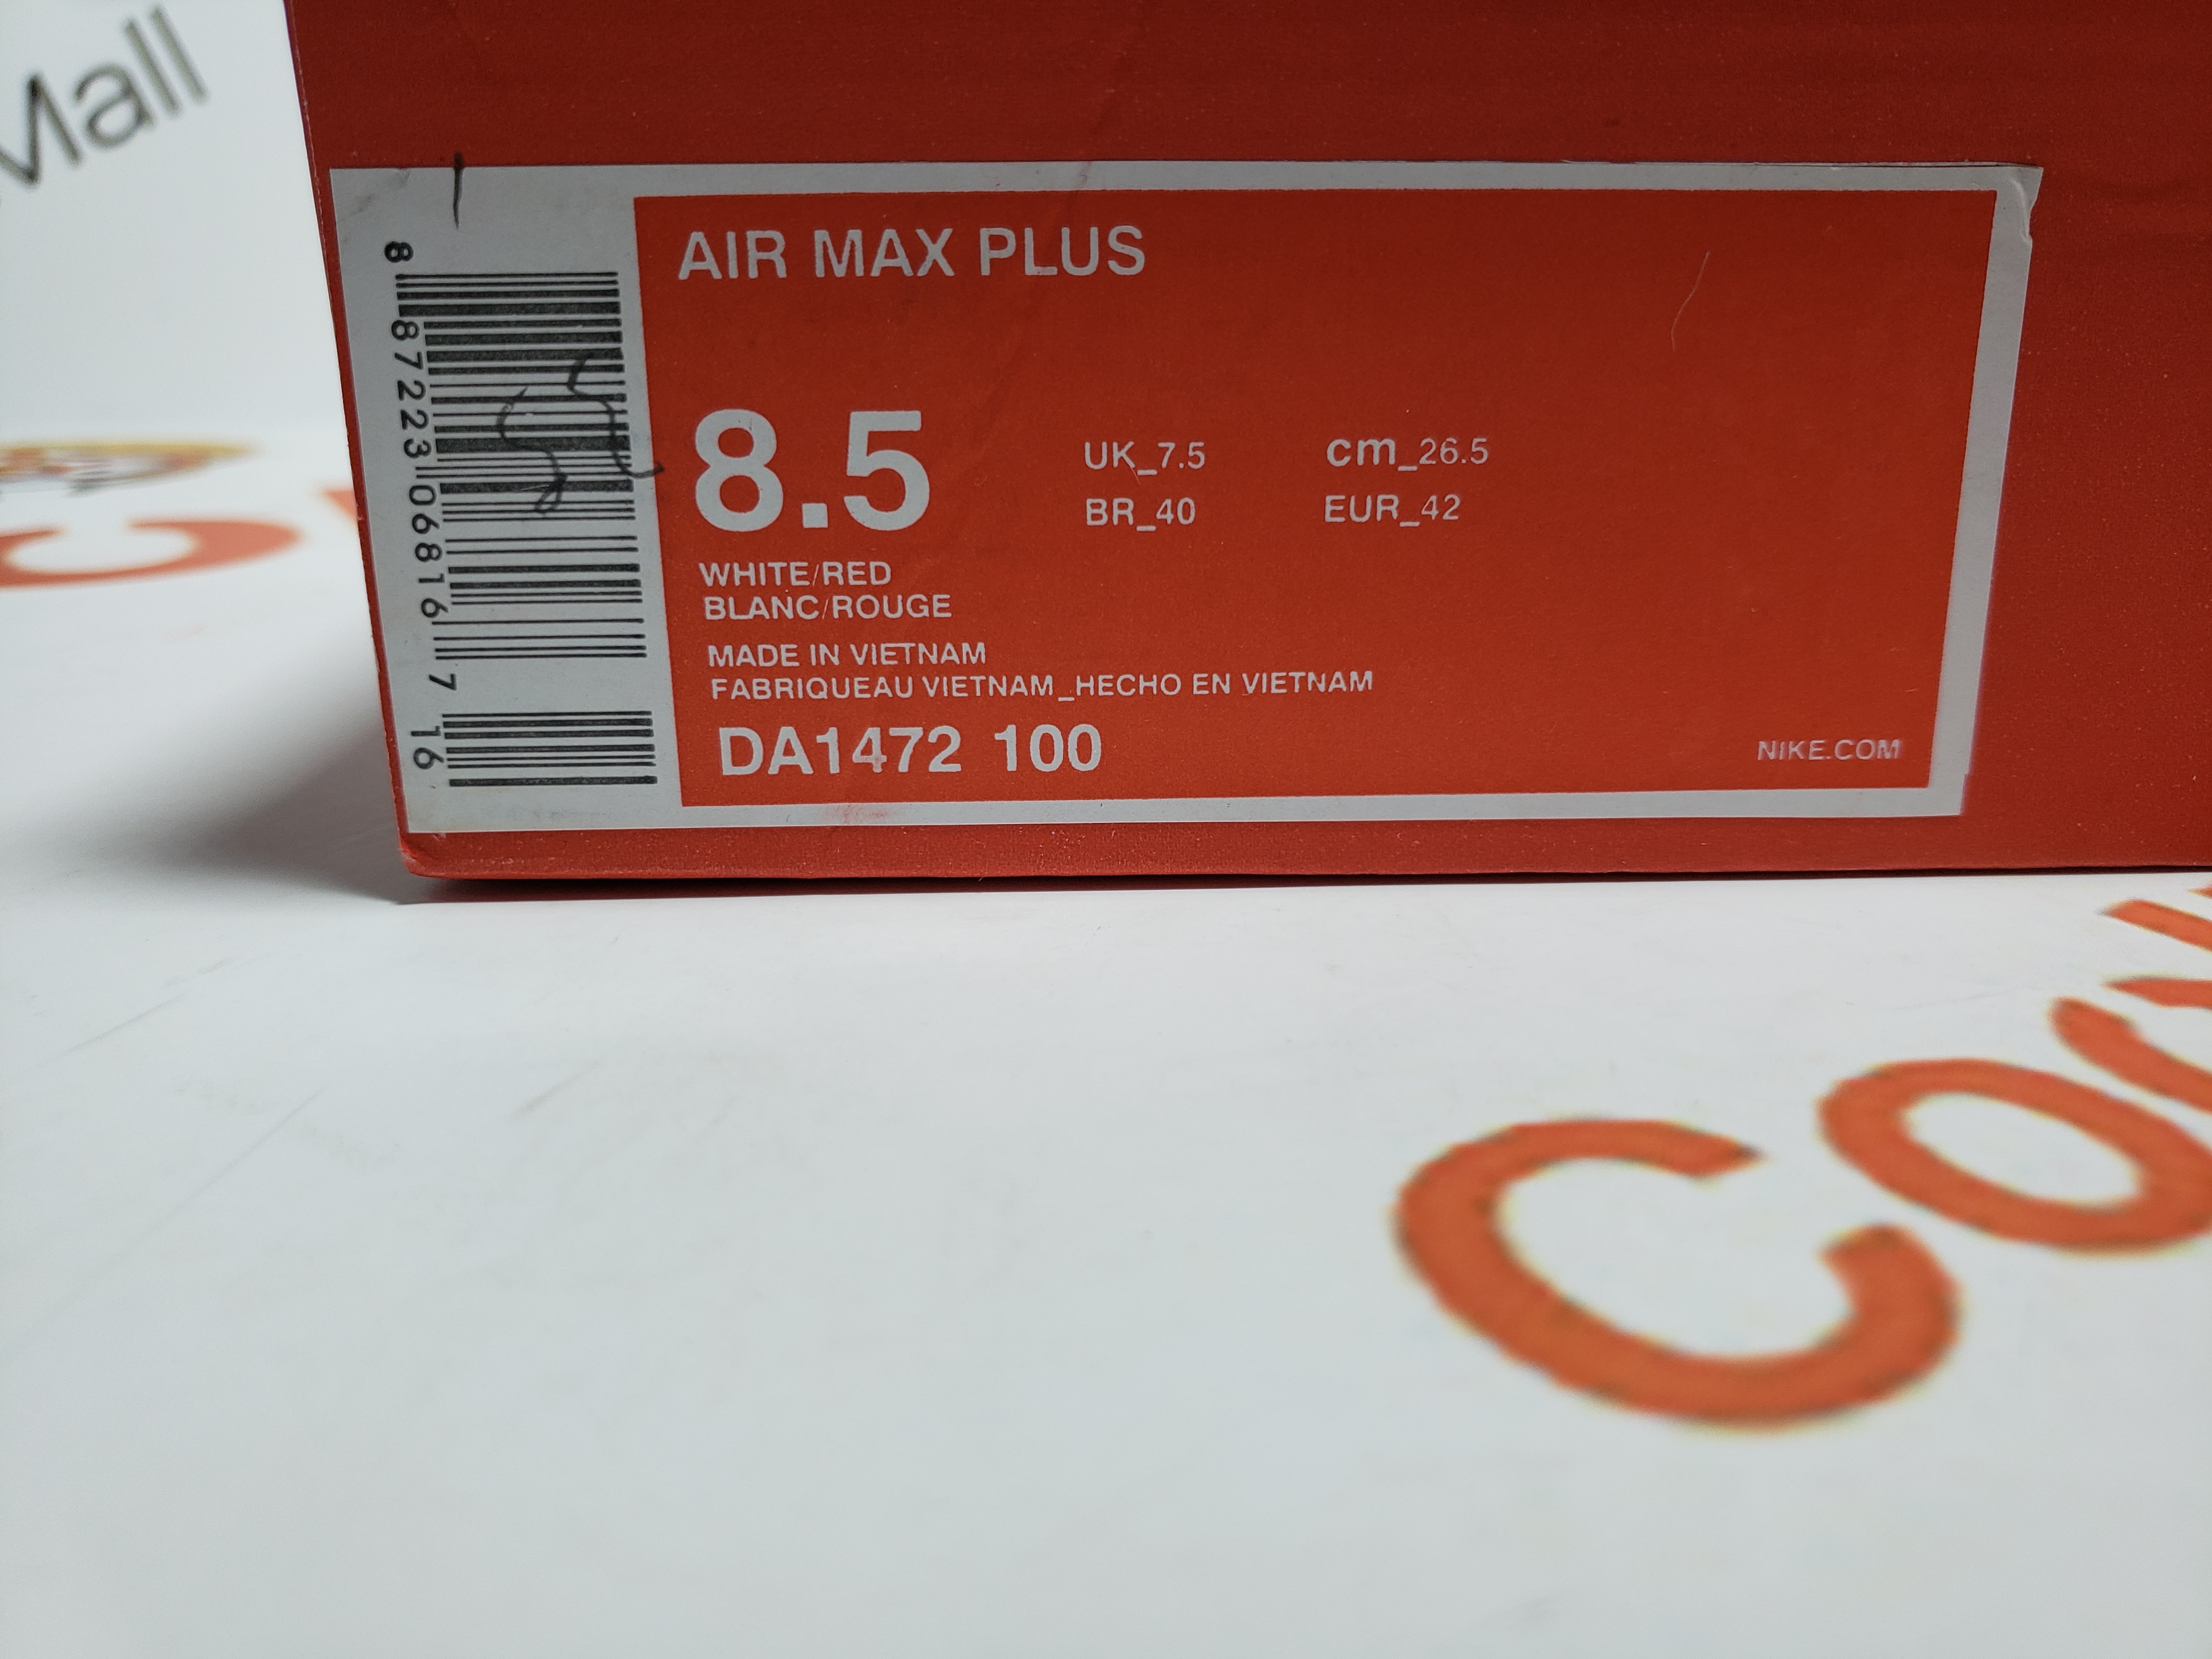 Mall
8 87223 06816 7 16
AIR MAX PLUS
8.5
UK_7.5
cm_26.5
BR_40
EUR_42
WHITE/RED
BLANC/ROUGE
MADE IN VIETNAM
FABRIQUEAU VIETNAM_HECHO EN VIETNAM
DA1472 100
NIKE.COM